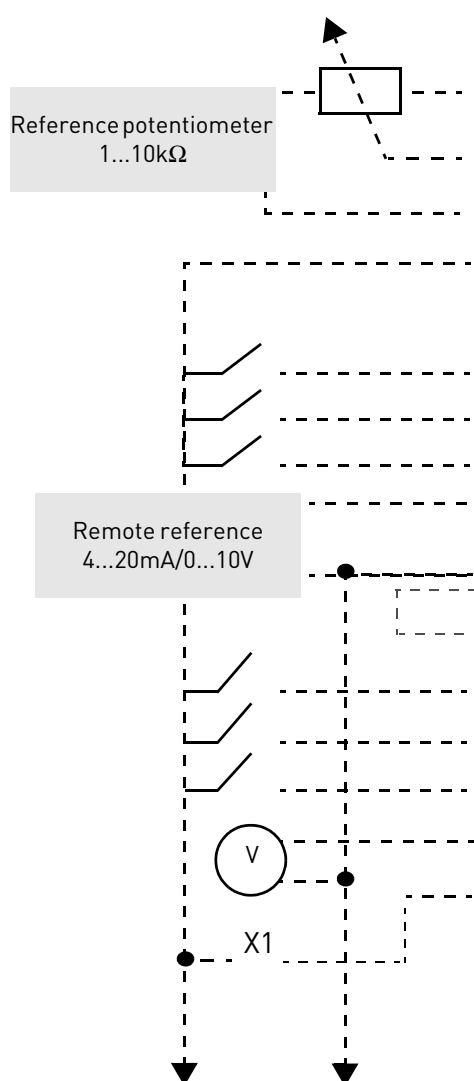 Reference potentiometer
1...10kΩ
Remote reference
4...20mA/0...10V
V
X1